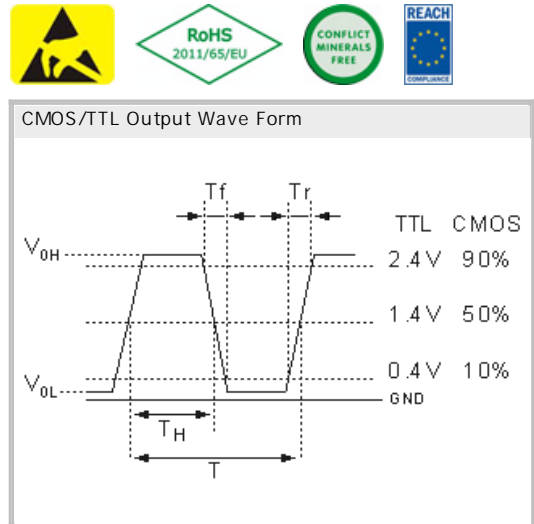 RoHS
2011/65/EU
CONFLICT
MINERALS
FREE
REACH
COMPLIANCE
CMOS/TTL Output Wave Form
Tf Tr
TTL CMOS
V0H
2.4V 90%
1.4V 50%
0.4V 10%
V0L
GND
TH
T